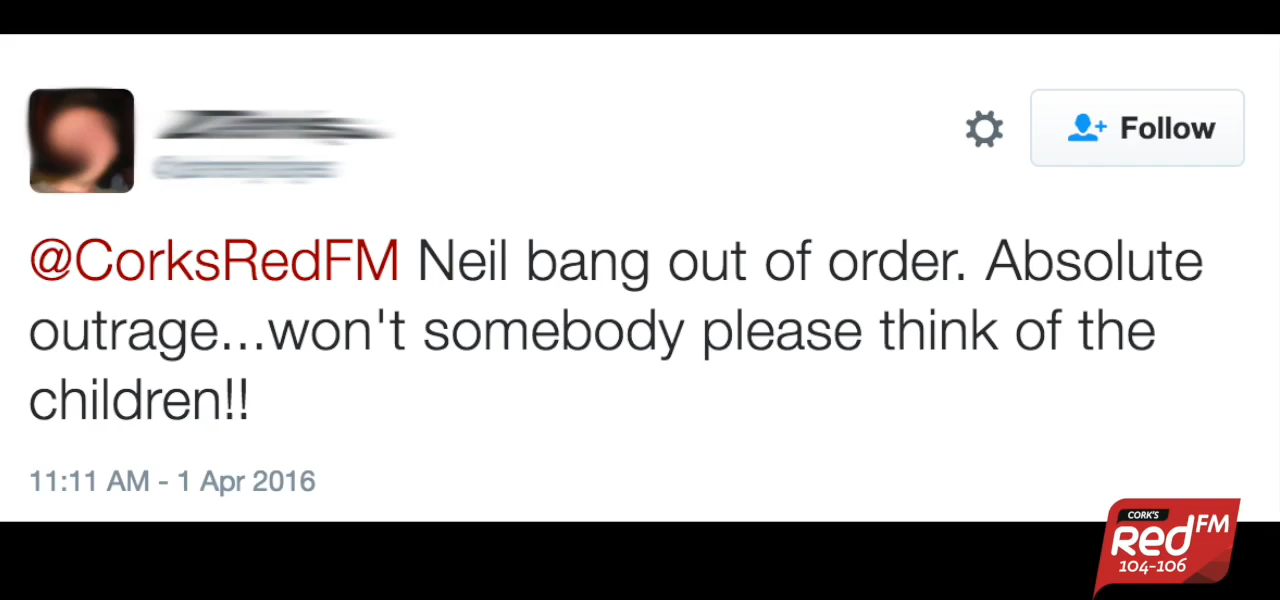 Follow
@CorksRedFM Neil bang out of order. Absolute
outrage...won't somebody please think of the
children!!
11:11 AM - 1 Apr 2016
CORK'S
Red FM
104-106